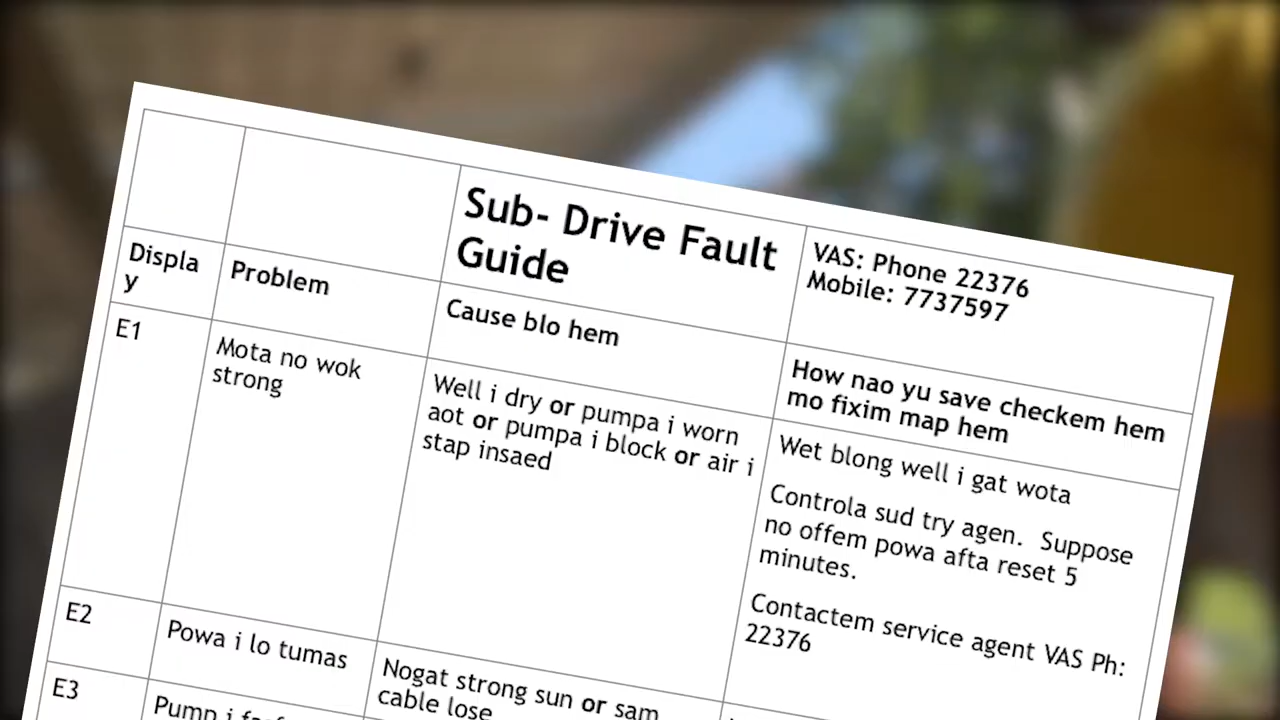 Sub- Drive Fault
Guide
VAS: Phone 22376
Mobile: 7737597
Displa
y
Problem
Cause blo hem
How nao yu save checkem hem
mo fixim map hem
E1
Mota no wok
strong
Well i dry or pumpa i worn
aot or pumpa i block or air i
stap insaed
Wet blong well i gat wota
Controla sud try agen. Suppose
no offem powa afta reset 5
minutes.
Contactem service agent VAS Ph:
22376
E2
Powa i lo tumas
Nogat strong sun or sam
cable lose
E3
Pump i